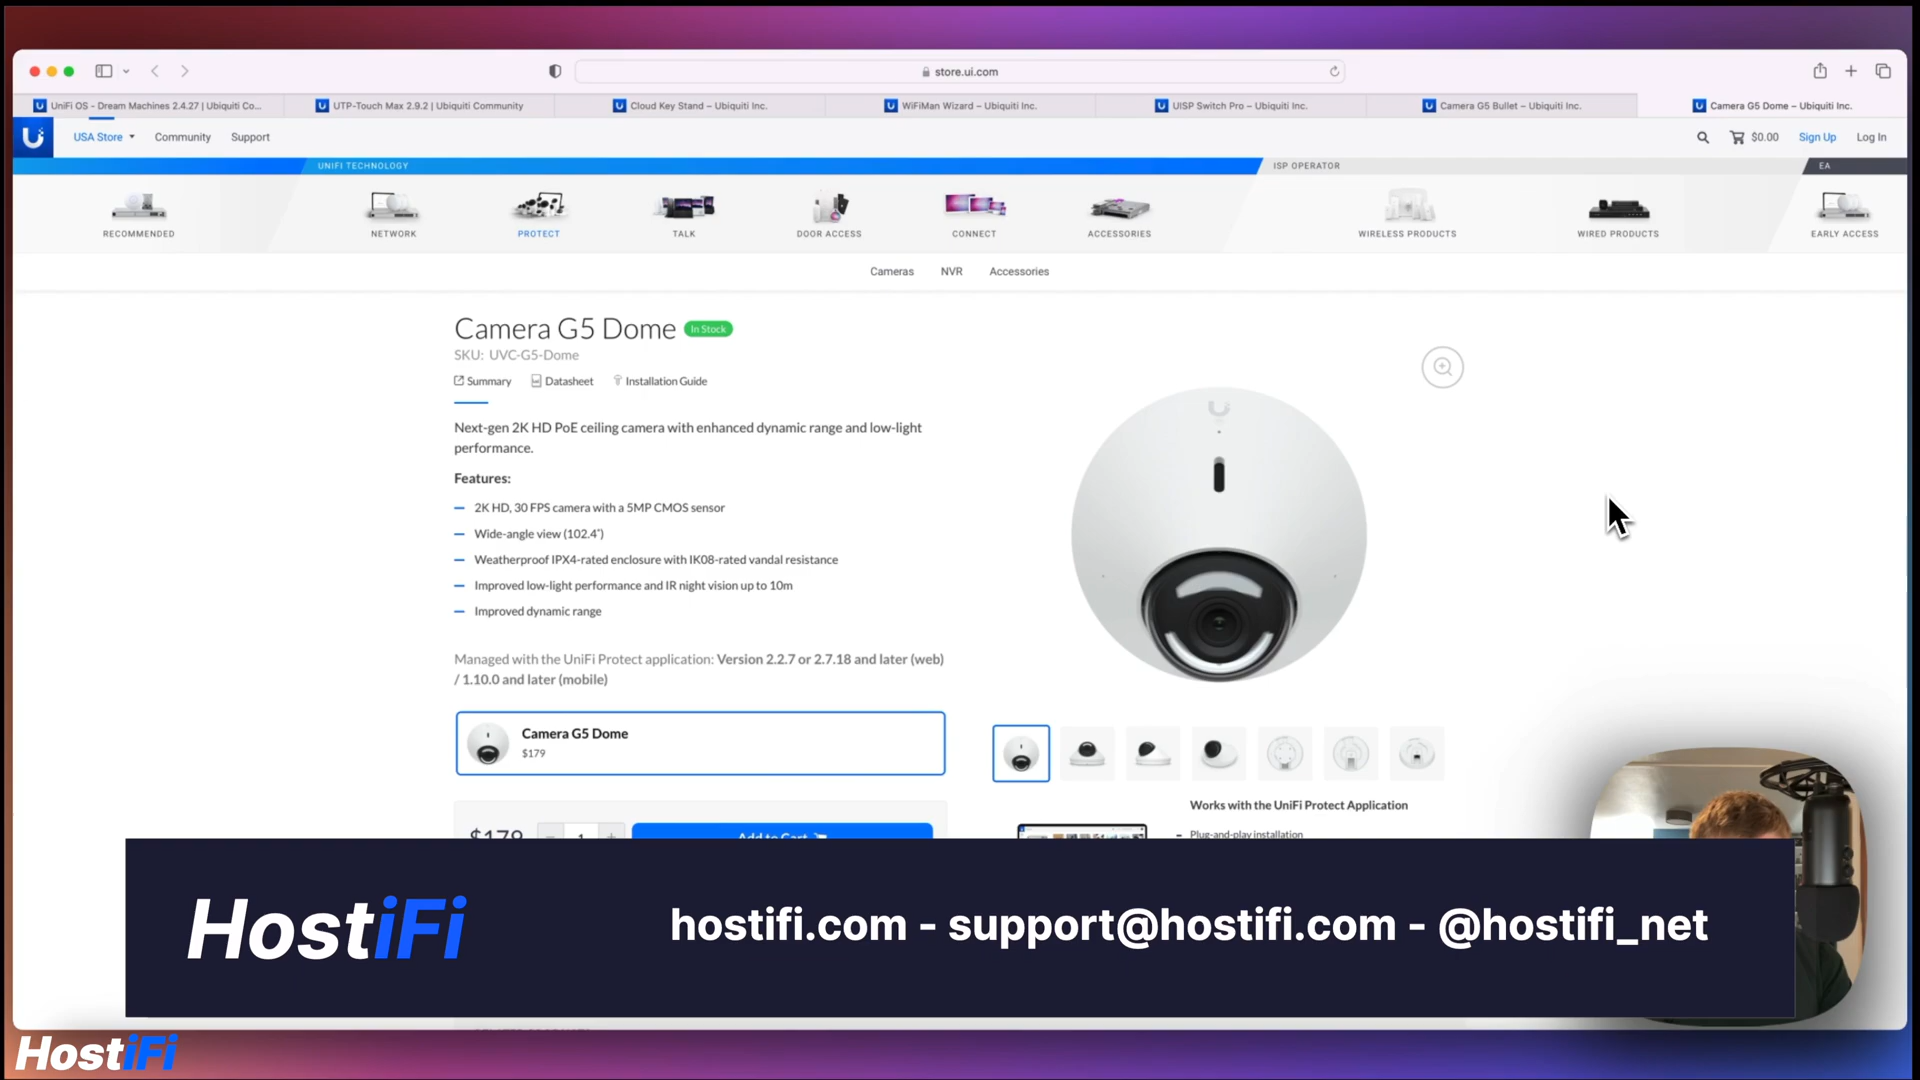 store.ui.com
UniFi OS - Dream Machines 2.4.27 | Ubiquiti Co...
UTP-Touch Max 2.9.2 | Ubiquiti Community
Cloud Key Stand – Ubiquiti Inc.
WiFiMan Wizard – Ubiquiti Inc.
UISP Switch Pro – Ubiquiti Inc.
Camera G5 Bullet – Ubiquiti Inc.
Camera G5 Dome – Ubiquiti Inc.
USA Store
Community
Support
$0.00
Sign Up
Log In
UNIFI TECHNOLOGY
ISP OPERATOR
EA
RECOMMENDED
NETWORK
PROTECT
TALK
DOOR ACCESS
CONNECT
ACCESSORIES
WIRELESS PRODUCTS
WIRED PRODUCTS
EARLY ACCESS
Cameras
NVR
Accessories
Camera G5 Dome
In Stock
SKU: UVC-G5-Dome
Summary
Datasheet
Installation Guide
Next-gen 2K HD PoE ceiling camera with enhanced dynamic range and low-light
performance.
Features:
2K HD, 30 FPS camera with a 5MP CMOS sensor
Wide-angle view (102.4°)
Weatherproof IPX4-rated enclosure with IK08-rated vandal resistance
Improved low-light performance and IR night vision up to 10m
Improved dynamic range
Managed with the UniFi Protect application: Version 2.2.7 or 2.7.18 and later (web)
/ 1.10.0 and later (mobile)
Camera G5 Dome
$179
Works with the UniFi Protect Application
Plug-and-play installation
$179
1
Add to Cart
HostiFi
hostifi.com - support@hostifi.com - @hostifi_net
HostiFi